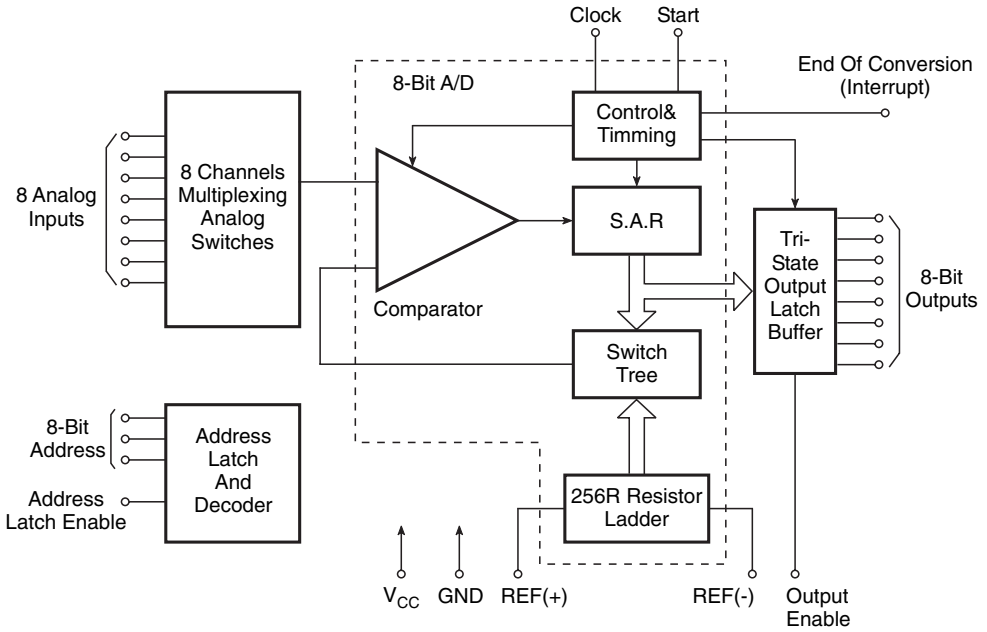 Clock
Start
8-Bit A/D
End Of Conversion
(Interrupt)
Control&
Timming
8 Analog
Inputs
8 Channels
Multiplexing
Analog
Switches
S.A.R
Comparator
Tri-
State
Output
Latch
Buffer
8-Bit
Outputs
Switch
Tree
8-Bit
Address
Address
Latch Enable
Address
Latch
And
Decoder
256R Resistor
Ladder
VCC
GND
REF(+)
REF(-)
Output
Enable